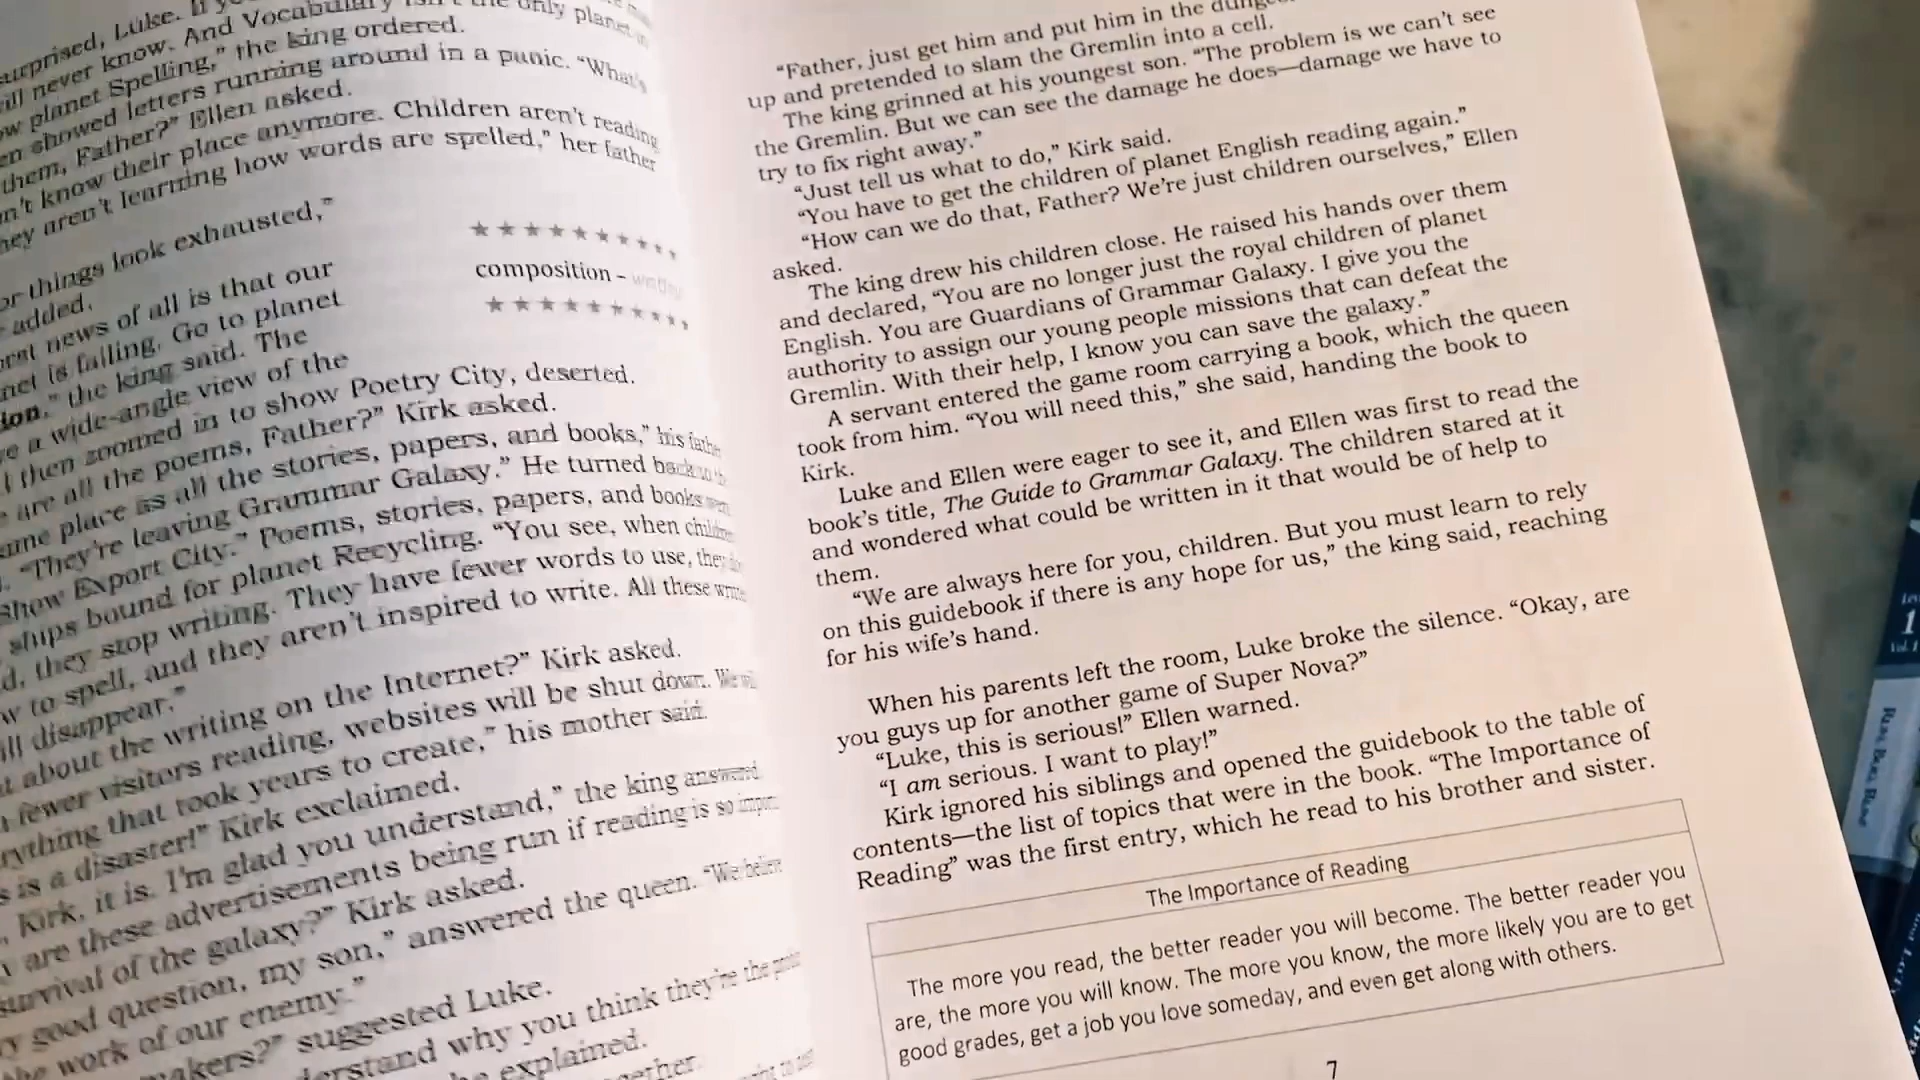 surprised, Luke. If
will never know. And Vocabulary isn't the only planet in
planet Spelling," the king ordered.
showed letters running around in a panic. "What's
them, Father?" Ellen asked.
know their place anymore. Children aren't reading
they aren't learning how words are spelled," her father
things look exhausted,"
added.
news of all is that our
is failing. Go to planet
the king said. The
a wide-angle view of the
then zoomed in to show Poetry City, deserted.
are all the poems, Father?" Kirk asked.
place as all the stories, papers, and books," his
"They're leaving Grammar Galaxy." He turned back to
Show Export City." Poems, stories, papers, and books
ships bound for planet Recycling. "You see, when
they stop writing. They have fewer words to use, they
to spell, and they aren't inspired to write. All these
disappear."
about the writing on the Internet?" Kirk asked.
fewer visitors reading, websites will be shut down. We
that took years to create," his mother said.
is a disaster!" Kirk exclaimed.
Kirk, it is. I'm glad you understand," the king answered.
are these advertisements being run if reading is so
survival of the galaxy?" Kirk asked.
good question, my son," answered the queen. "We believe
the work of our enemy."
suggested Luke.
why you think they're the
explained.
★★★★★★★★★★
composition –
★★★★★★★★★★
"Father, just get him and put him in the
up and pretended to slam the Gremlin into a cell.
The king grinned at his youngest son. "The problem is we can't see
the Gremlin. But we can see the damage he does—damage we have to
try to fix right away."
"Just tell us what to do," Kirk said.
"You have to get the children of planet English reading again."
"How can we do that, Father? We're just children ourselves," Ellen
asked.
The king drew his children close. He raised his hands over them
and declared, "You are no longer just the royal children of planet
English. You are Guardians of Grammar Galaxy. I give you the
authority to assign our young people missions that can defeat the
Gremlin. With their help, I know you can save the galaxy."
A servant entered the game room carrying a book, which the queen
took from him. "You will need this," she said, handing the book to
Kirk.
Luke and Ellen were eager to see it, and Ellen was first to read the
book's title, The Guide to Grammar Galaxy. The children stared at it
and wondered what could be written in it that would be of help to
them.
"We are always here for you, children. But you must learn to rely
on this guidebook if there is any hope for us," the king said, reaching
for his wife's hand.
When his parents left the room, Luke broke the silence. "Okay, are
you guys up for another game of Super Nova?"
"Luke, this is serious!" Ellen warned.
"I am serious. I want to play!"
Kirk ignored his siblings and opened the guidebook to the table of
contents—the list of topics that were in the book. "The Importance of
Reading" was the first entry, which he read to his brother and sister.
The Importance of Reading
The more you read, the better reader you will become. The better reader you
are, the more you will know. The more you know, the more likely you are to get
good grades, get a job you love someday, and even get along with others.
7
1